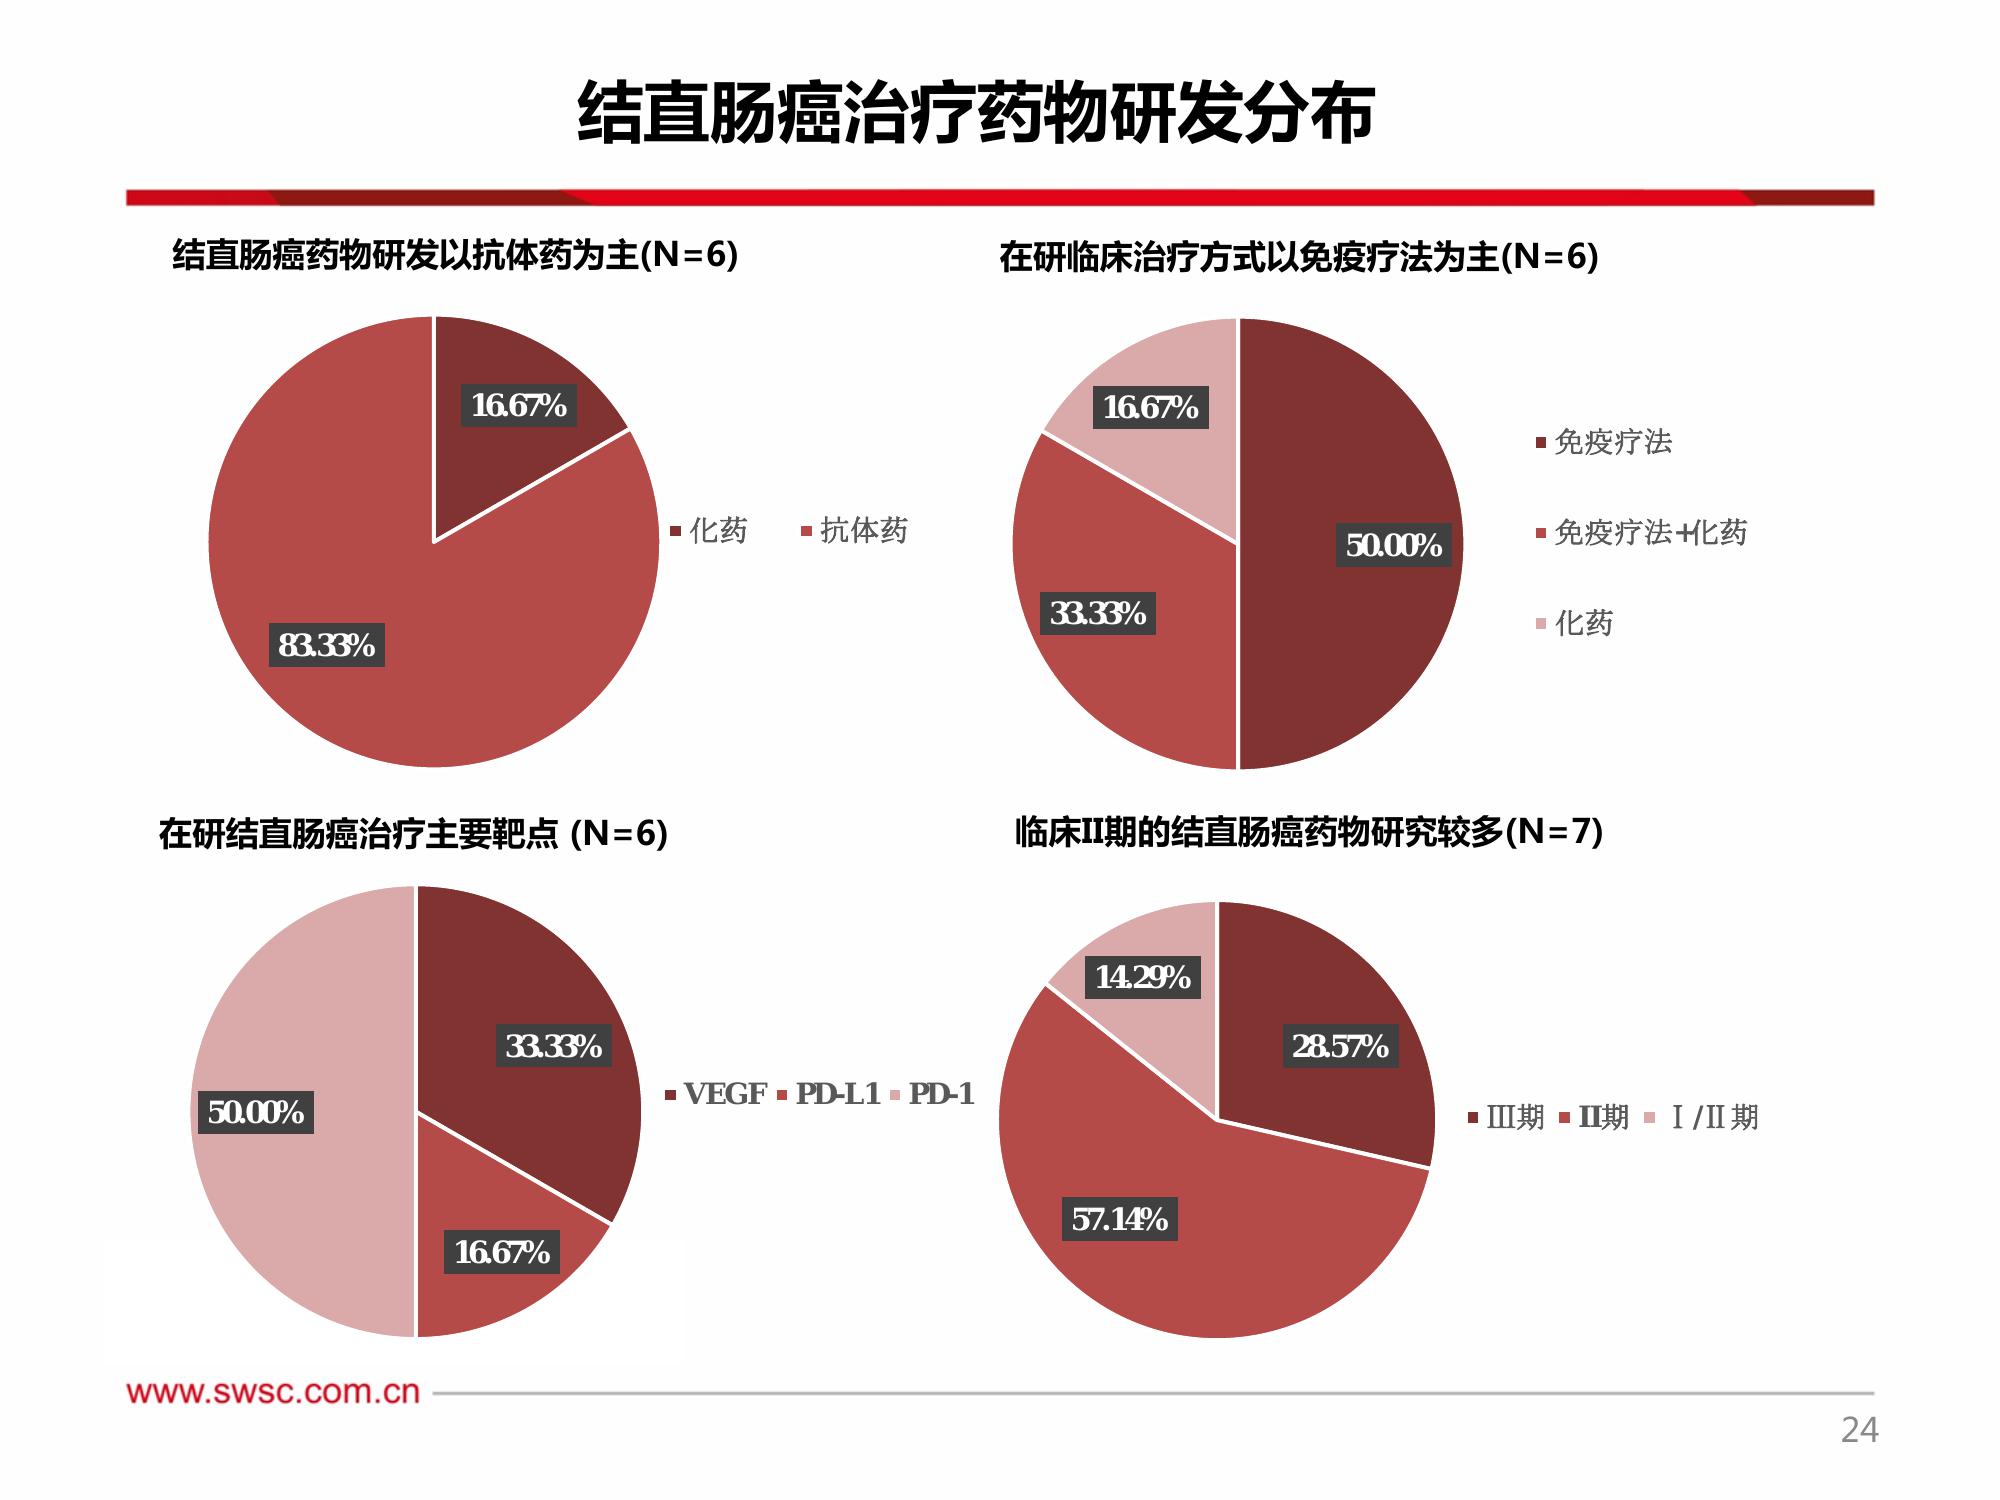 结直肠癌治疗药物研发分布
结直肠癌药物研发以抗体药为主(N=6)
16.67%
83.33%
化药 抗体药
在研临床治疗方式以免疫疗法为主(N=6)
16.67%
50.00%
33.33%
免疫疗法
免疫疗法+化药
化药
在研结直肠癌治疗主要靶点 (N=6)
33.33%
50.00%
16.67%
VEGF PD-L1 PD-1
临床II期的结直肠癌药物研究较多(N=7)
14.29%
28.57%
57.14%
Ⅲ期 II期 Ⅰ/Ⅱ期
www.swsc.com.cn
24